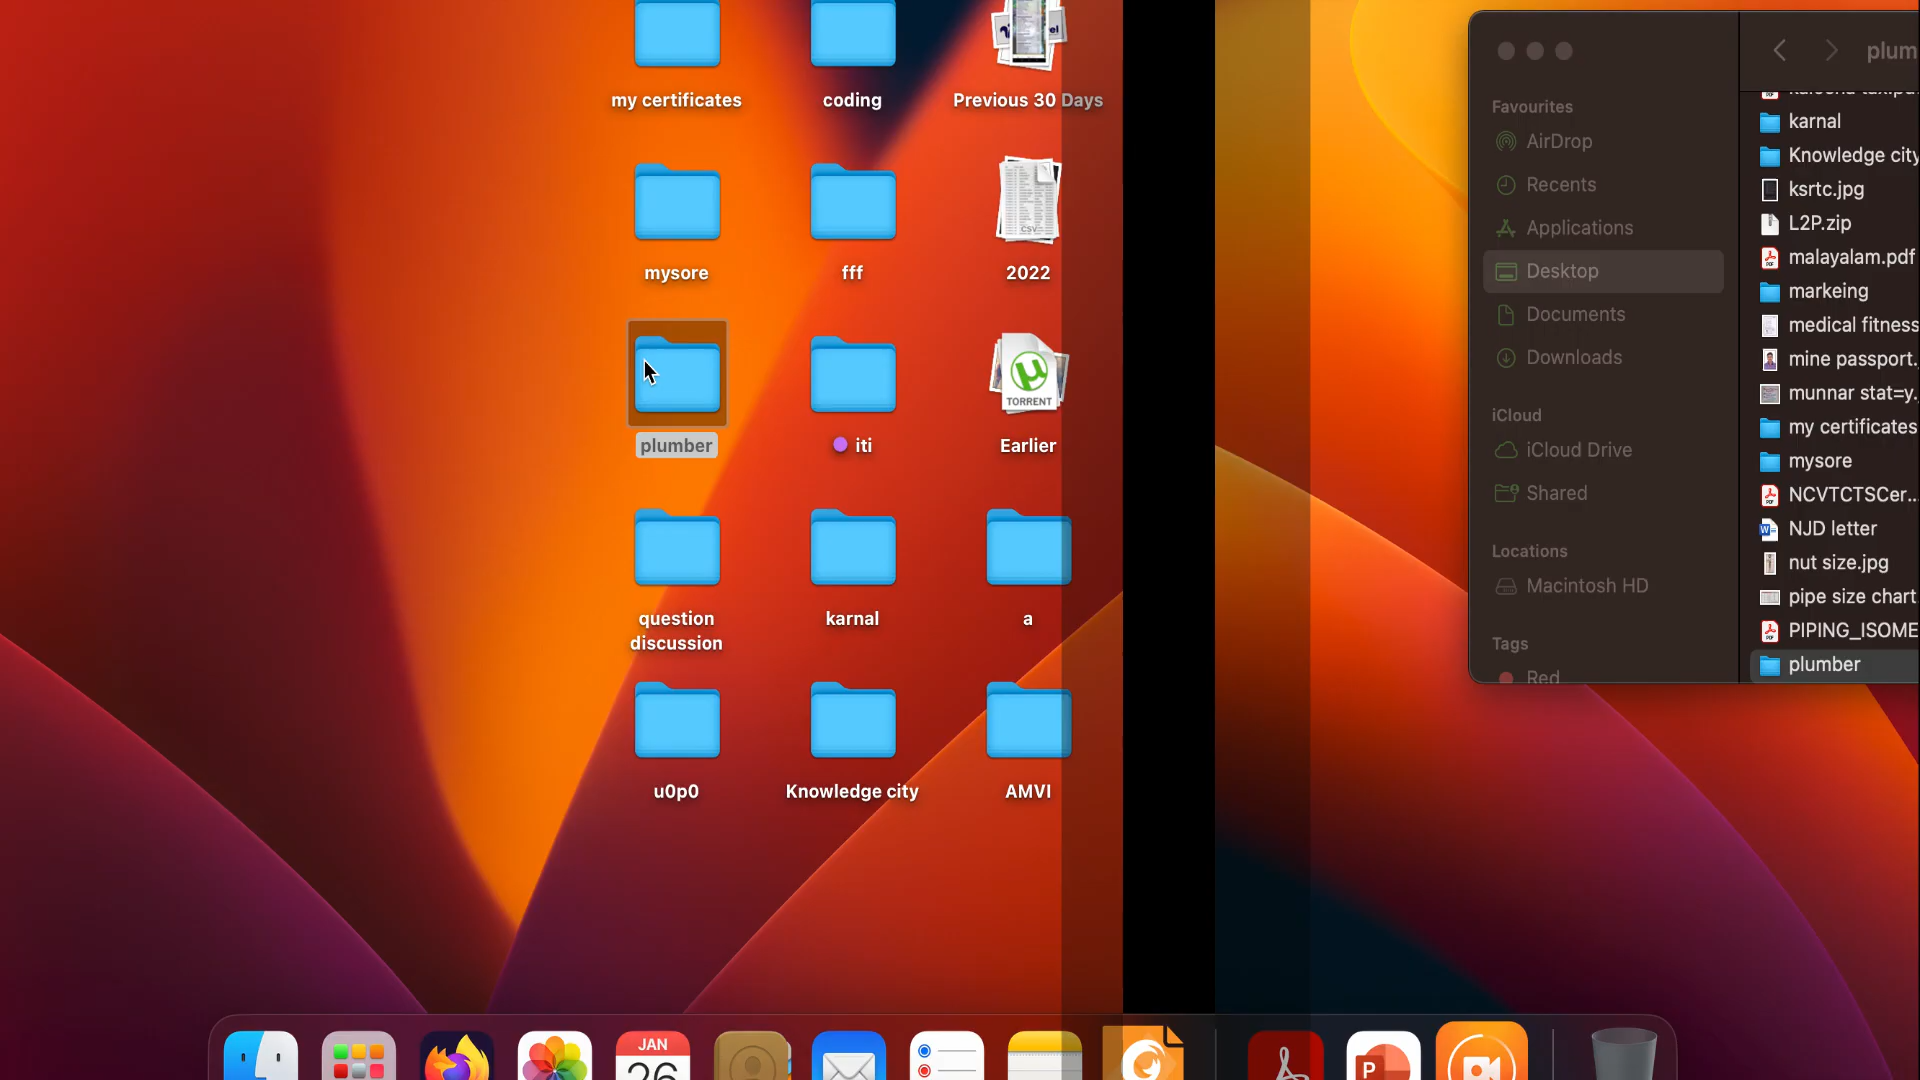 my certificates
coding
Previous 30 Days
mysore
fff
CSV
2022
plumber
iti
TORRENT
Earlier
question
discussion
karnal
a
u0p0
Knowledge city
AMVI
JAN
26
P
plum
Favourites
AirDrop
Recents
Applications
Desktop
Documents
Downloads
iCloud
iCloud Drive
Shared
Locations
Macintosh HD
Tags
Red
karnal
Knowledge city
ksrtc.jpg
L2P.zip
malayalam.pdf
markeing
medical fitness
mine passport.
munnar stat=y.
my certificates
mysore
NCVTCTSCer...
NJD letter
nut size.jpg
pipe size chart
PIPING_ISOME
plumber